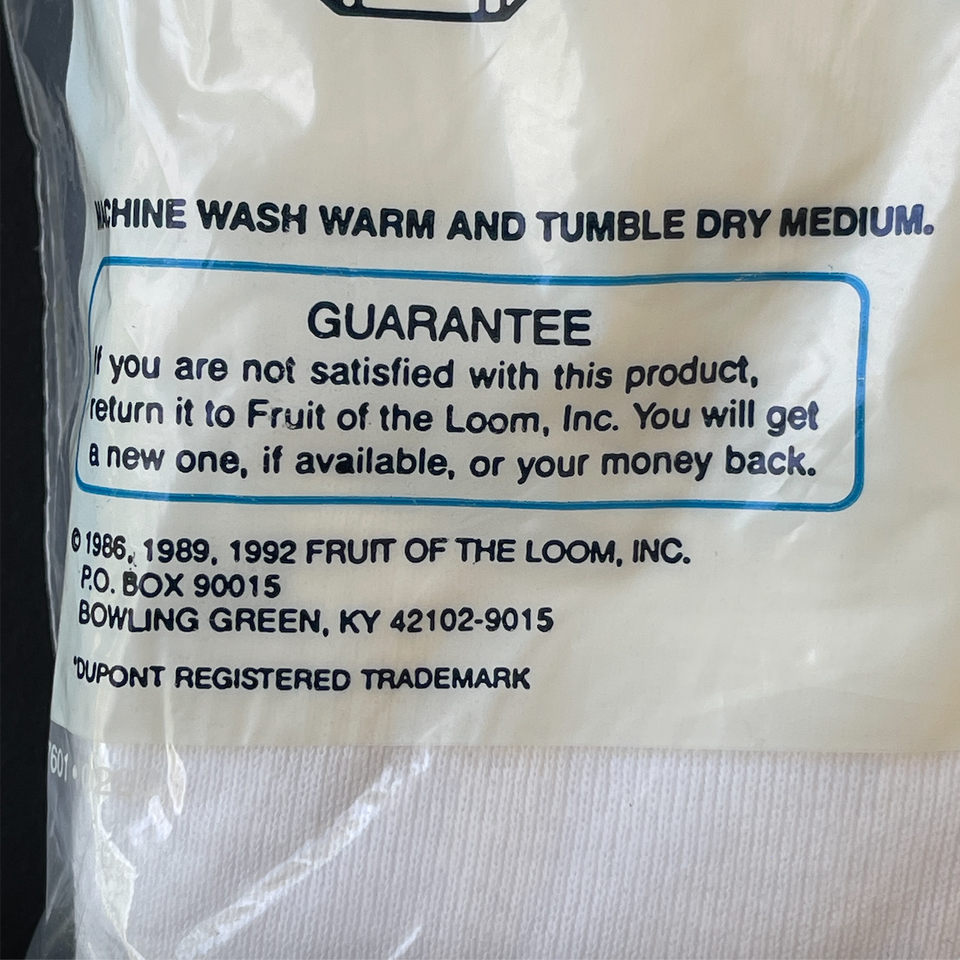 MACHINE WASH WARM AND TUMBLE DRY MEDIUM.
GUARANTEE
If you are not satisfied with this product,
return it to Fruit of the Loom, Inc. You will get
a new one, if available, or your money back.
© 1986, 1989, 1992 FRUIT OF THE LOOM, INC.
P.O. BOX 90015
BOWLING GREEN, KY 42102-9015
*DUPONT REGISTERED TRADEMARK